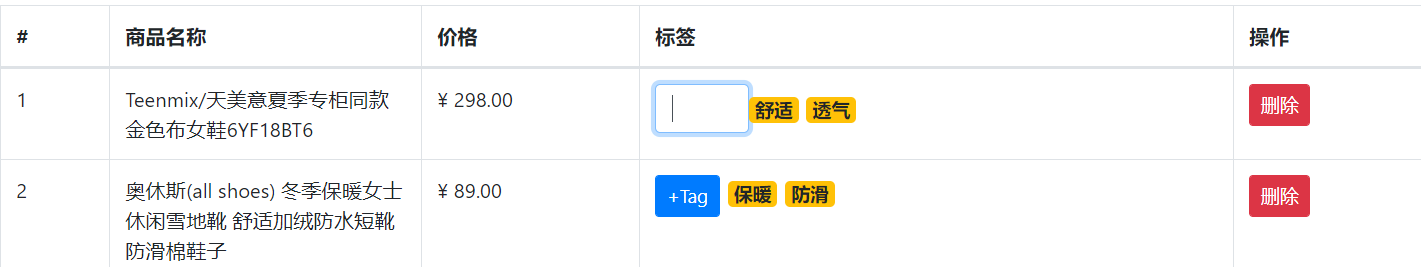 # 商品名称 价格 标签 操作
1 Teenmix/天美意夏季专柜同款 ¥ 298.00 舒适 透气 删除
金色布女鞋6YF18BT6
2 奥休斯(all shoes) 冬季保暖女士 ¥ 89.00 +Tag 保暖 防滑 删除
休闲雪地靴 舒适加绒防水短靴
防滑棉鞋子